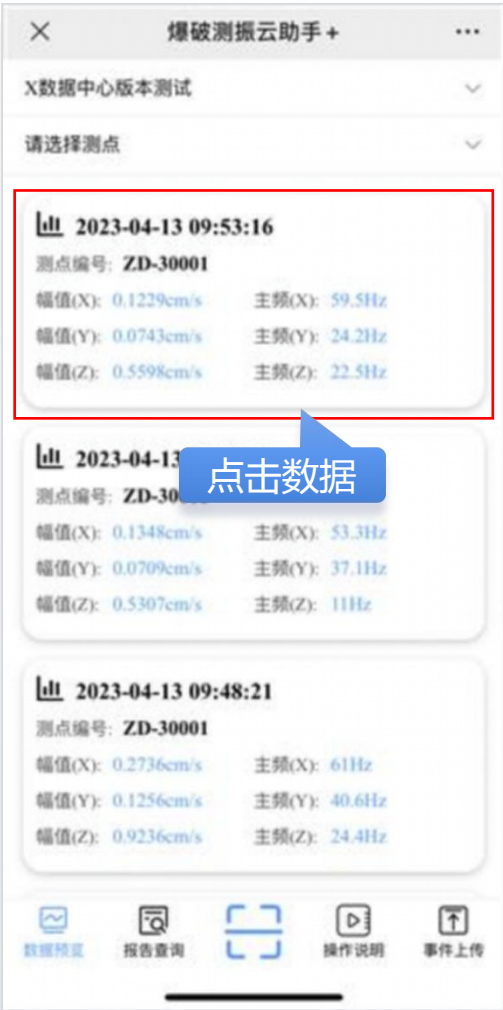 爆破测振云助手+
X数据中心版本测试
请选择测点
2023-04-13 09:53:16
测点编号: ZD-30001
幅值(X): 0.1229cm/s 主频(X): 59.5Hz
幅值(Y): 0.0743cm/s 主频(Y): 24.2Hz
幅值(Z): 0.5598cm/s 主频(Z): 22.5Hz
2023-04-13
点击数据
测点编号: ZD-30
幅值(X): 0.1348cm/s 主频(X): 53.3Hz
幅值(Y): 0.0709cm/s 主频(Y): 37.1Hz
幅值(Z): 0.5307cm/s 主频(Z): 11Hz
2023-04-13 09:48:21
测点编号: ZD-30001
幅值(X): 0.2736cm/s 主频(X): 61Hz
幅值(Y): 0.1256cm/s 主频(Y): 40.6Hz
幅值(Z): 0.9236cm/s 主频(Z): 24.4Hz
数据预览 报告查询 操作说明 事件上传